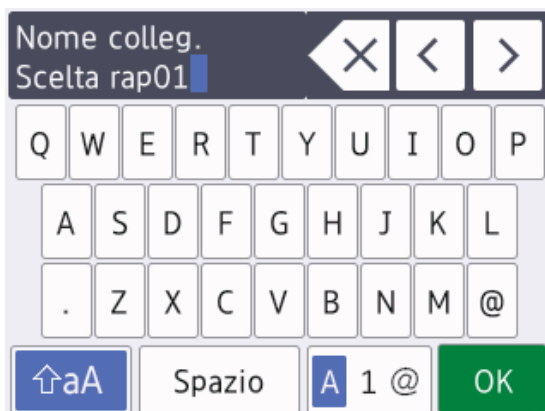 Nome colleg.
Scelta rap01
Q W E R T Y U I O P
A S D F G H J K L
. Z X C V B N M @
aA Spazio A 1 @ OK